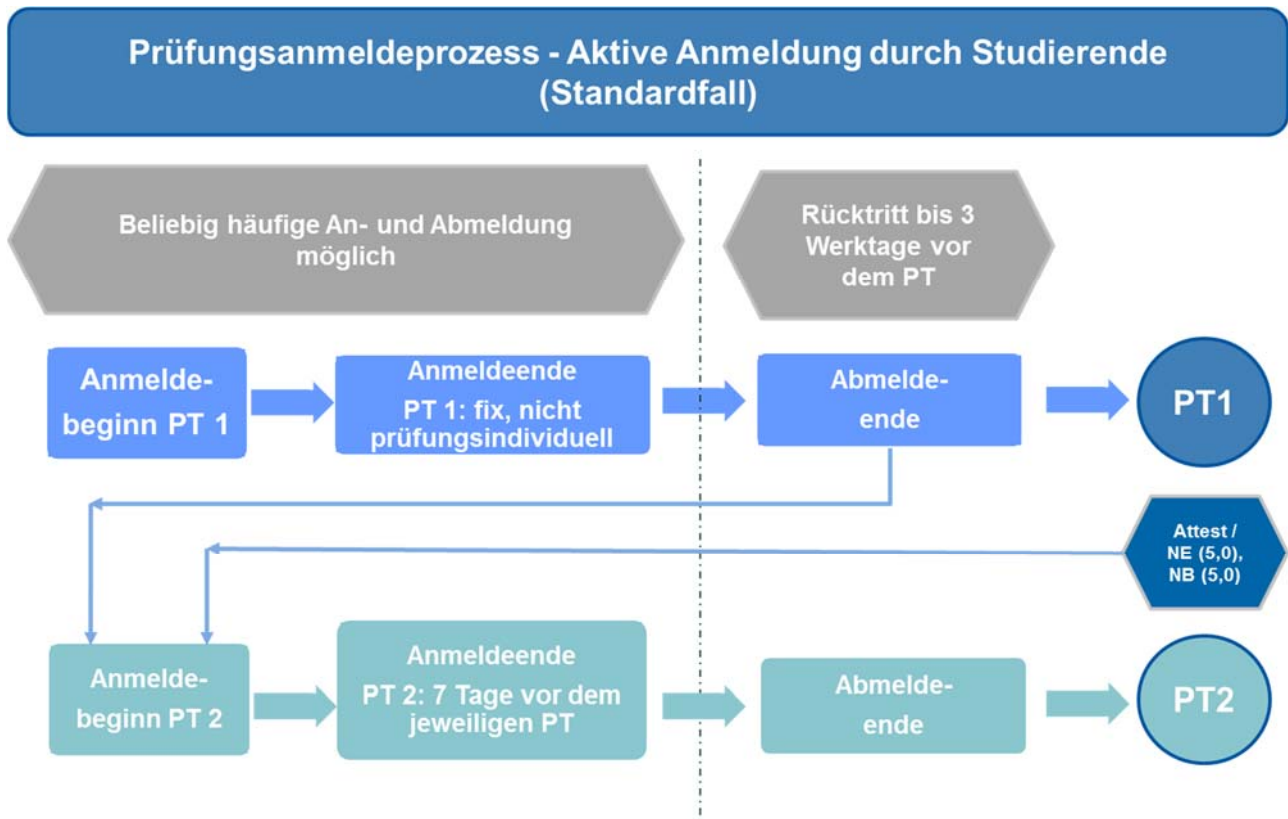 Prüfungsanmeldeprozess - Aktive Anmeldung durch Studierende
(Standardfall)
Beliebig häufige An- und Abmeldung
möglich
Rücktritt bis 3
Werktage vor
dem PT
Anmelde-
beginn PT 1
Anmeldeende
PT 1: fix, nicht
prüfungsindividuell
Abmelde-
ende
PT1
Attest /
NE (5,0),
NB (5,0)
Anmelde-
beginn PT 2
Anmeldeende
PT 2: 7 Tage vor dem
jeweiligen PT
Abmelde-
ende
PT2